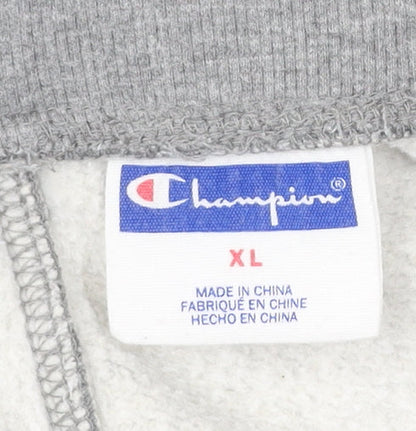 Champion®
XL
MADE IN CHINA
FABRIQUÉ EN CHINE
HECHO EN CHINA